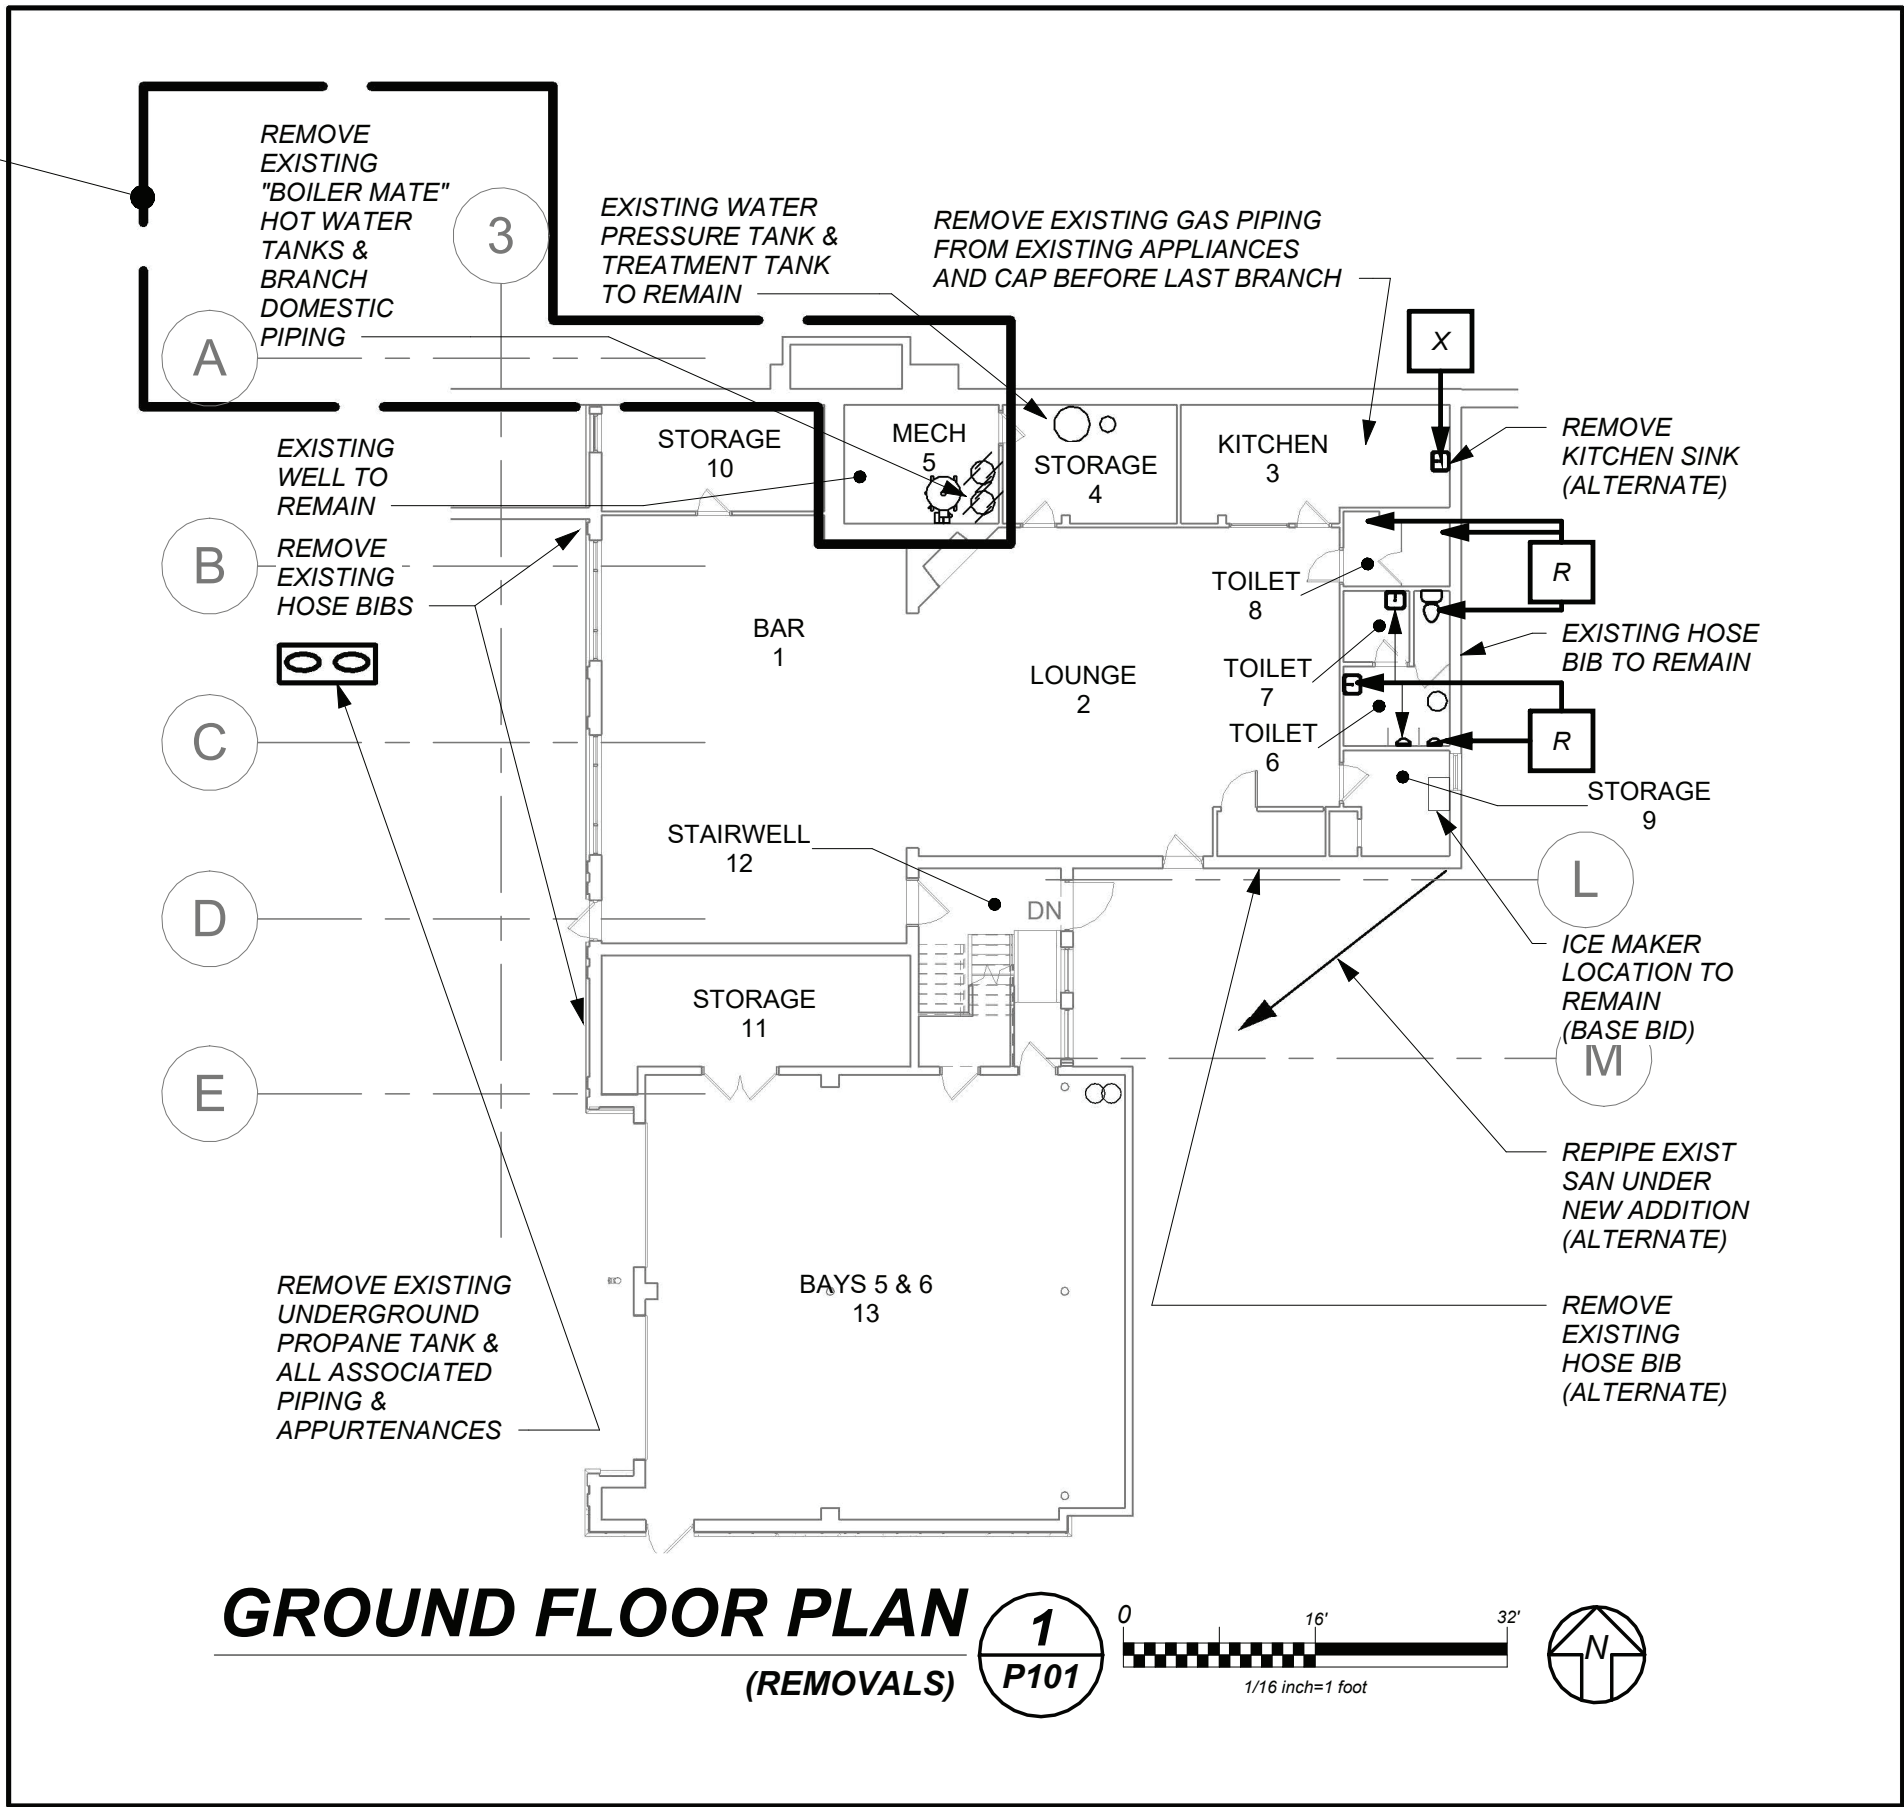 REMOVE
EXISTING
"BOILER MATE"
HOT WATER
TANKS &
BRANCH
DOMESTIC
PIPING
3
EXISTING WATER
PRESSURE TANK &
TREATMENT TANK
TO REMAIN
REMOVE EXISTING GAS PIPING
FROM EXISTING APPLIANCES
AND CAP BEFORE LAST BRANCH
X
A
EXISTING
WELL TO
REMAIN
STORAGE
10
MECH
5
STORAGE
4
KITCHEN
3
REMOVE
KITCHEN SINK
(ALTERNATE)
B
REMOVE
EXISTING
HOSE BIBS
TOILET
8
R
BAR
1
LOUNGE
2
TOILET
7
EXISTING HOSE
BIB TO REMAIN
C
TOILET
6
R
STORAGE
9
STAIRWELL
12
L
D
DN
ICE MAKER
LOCATION TO
REMAIN
(BASE BID)
STORAGE
11
M
E
REPIPE EXIST
SAN UNDER
NEW ADDITION
(ALTERNATE)
REMOVE EXISTING
UNDERGROUND
PROPANE TANK &
ALL ASSOCIATED
PIPING &
APPURTENANCES
BAYS 5 & 6
13
REMOVE
EXISTING
HOSE BIB
(ALTERNATE)
GROUND FLOOR PLAN
(REMOVALS)
1
P101
0 16' 32'
1/16 inch=1 foot
N